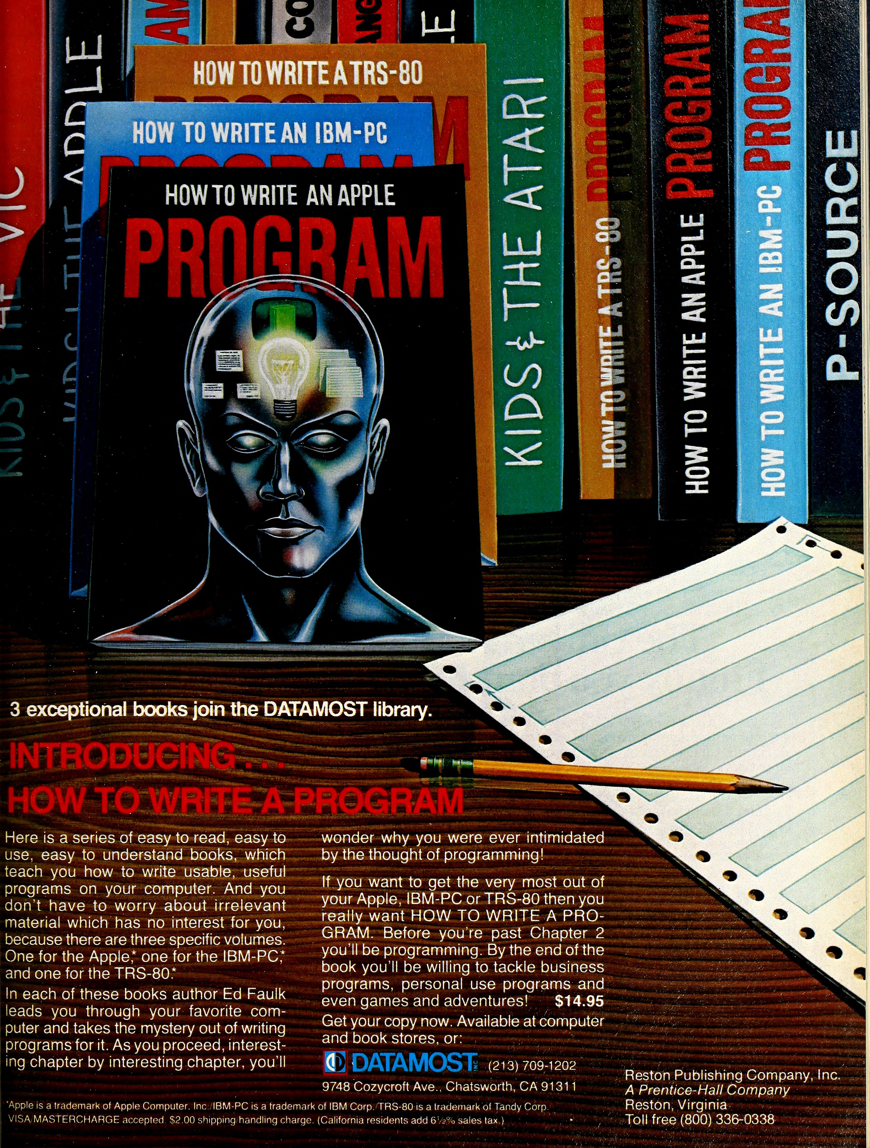 VIC
KIDS & THE
KIDS & THE APPLE
AM
CO
ANG
LE
HOW TO WRITE A TRS-80
PROGRAM
HOW TO WRITE AN IBM-PC
PROGRAM
HOW TO WRITE AN APPLE
PROGRAM
KIDS & THE ATARI
HOW TO WRITE A TRS-80 PROGRAM
HOW TO WRITE AN APPLE PROGRAM
HOW TO WRITE AN IBM-PC PROGRA
P-SOURCE
3 exceptional books join the DATAMOST library.
INTRODUCING...
HOW TO WRITE A PROGRAM
Here is a series of easy to read, easy to
use, easy to understand books, which
teach you how to write usable, useful
programs on your computer. And you
don't have to worry about irrelevant
material which has no interest for you,
because there are three specific volumes.
One for the Apple,* one for the IBM-PC,*
and one for the TRS-80.*
In each of these books author Ed Faulk
leads you through your favorite com-
puter and takes the mystery out of writing
programs for it. As you proceed, interest-
ing chapter by interesting chapter, you'll
wonder why you were ever intimidated
by the thought of programming!
If you want to get the very most out of
your Apple, IBM-PC or TRS-80 then you
really want HOW TO WRITE A PRO-
GRAM. Before you're past Chapter 2
you'll be programming. By the end of the
book you'll be willing to tackle business
programs, personal use programs and
even games and adventures! $14.95
Get your copy now. Available at computer
and book stores, or:
DATAMOST (213) 709-1202
9748 Cozycroft Ave., Chatsworth, CA 91311
Reston Publishing Company, Inc.
A Prentice-Hall Company
Reston, Virginia
Toll free (800) 336-0338
*Apple is a trademark of Apple Computer, Inc. IBM-PC is a trademark of IBM Corp. TRS-80 is a trademark of Tandy Corp.
VISA MASTERCHARGE accepted. $2.00 shipping handling charge. (California residents add 6½% sales tax.)